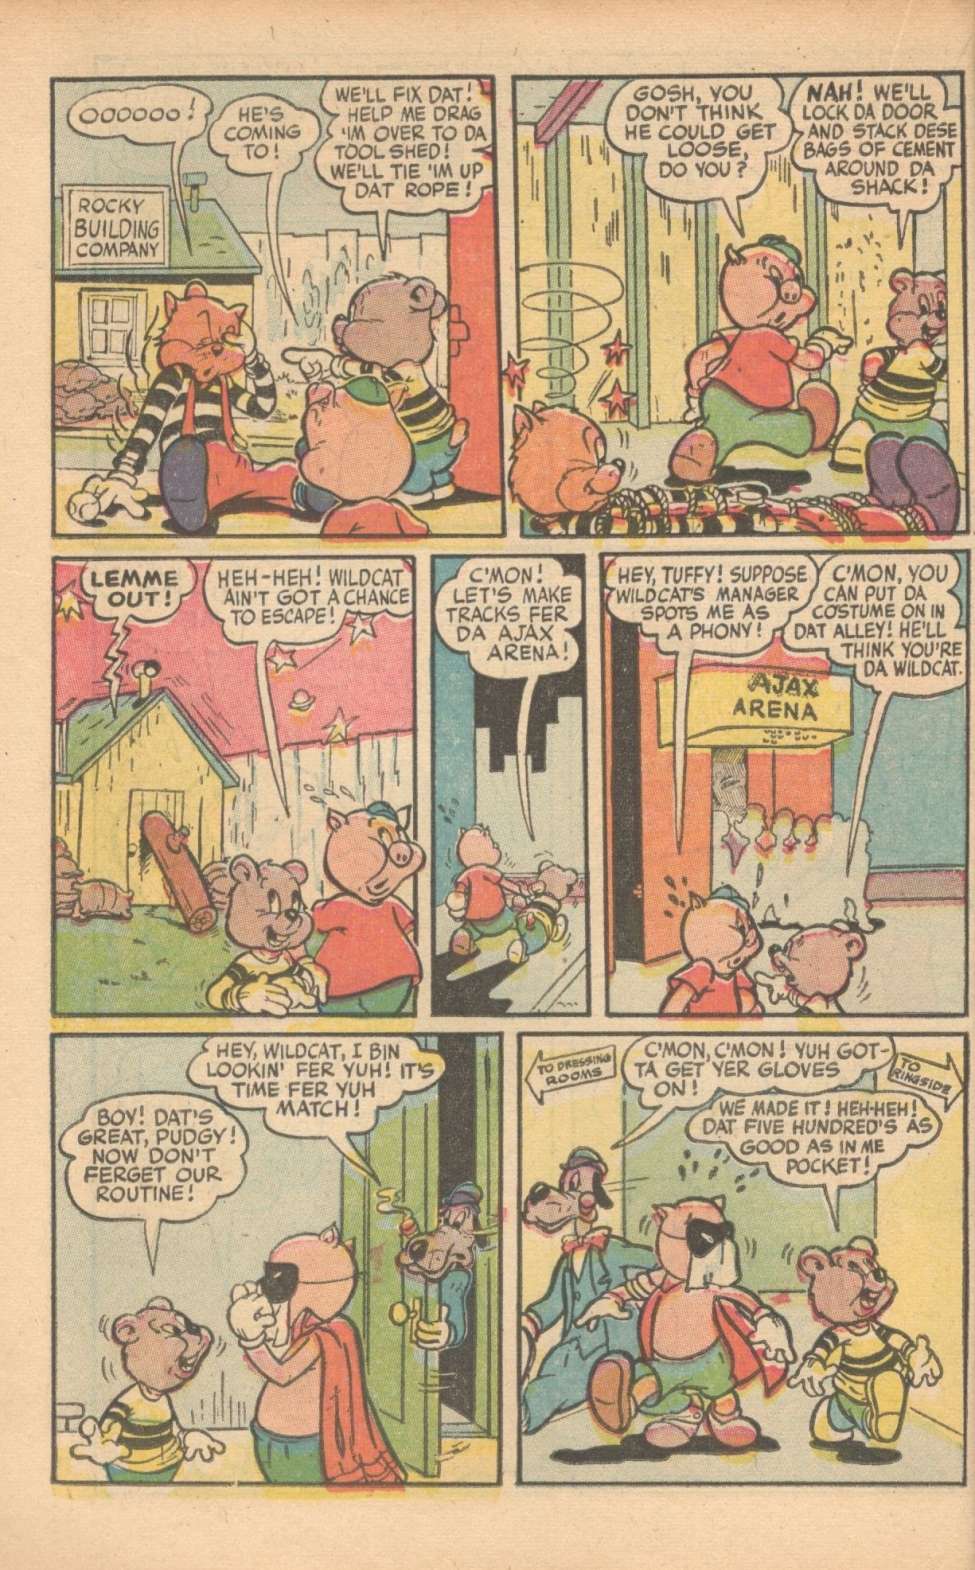 OOOOOO!
HE'S
COMING
TO!
WE'LL FIX DAT!
HELP ME DRAG
'IM OVER TO DA
TOOL SHED!
WE'LL TIE 'IM UP
DAT ROPE!
ROCKY
BUILDING
COMPANY
GOSH, YOU
DON'T THINK
HE COULD GET
LOOSE,
DO YOU?
NAH! WE'LL
LOCK DA DOOR
AND STACK DESE
BAGS OF CEMENT
AROUND DA
SHACK!
LEMME
OUT!
HEH-HEH! WILDCAT
AIN'T GOT A CHANCE
TO ESCAPE!
C'MON!
LET'S MAKE
TRACKS FER
DA AJAX
ARENA!
HEY, TUFFY! SUPPOSE
WILDCAT'S MANAGER
SPOTS ME AS
A PHONY!
C'MON, YOU
CAN PUT DA
COSTUME ON IN
DAT ALLEY! HE'LL
THINK YOU'RE
DA WILDCAT.
AJAX
ARENA
HEY, WILDCAT, I BIN
LOOKIN' FER YUH! IT'S
TIME FER YUH
MATCH!
BOY! DAT'S
GREAT, PUDGY!
NOW DON'T
FERGET OUR
ROUTINE!
TO DRESSING
ROOMS
C'MON, C'MON! YUH GOT-
TA GET YER GLOVES
ON!
TO
RINGSIDE
WE MADE IT! HEH-HEH!
DAT FIVE HUNDRED'S AS
GOOD AS IN ME
POCKET!